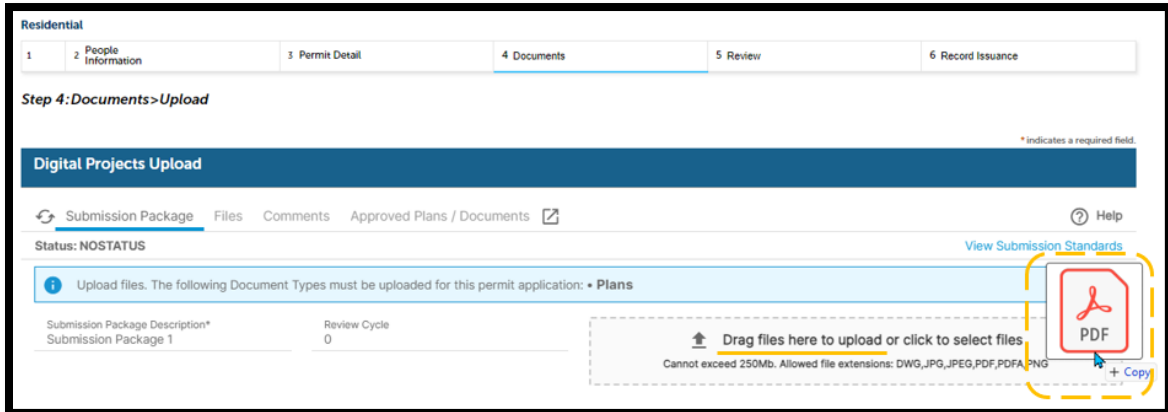 Residential
1
2 People Information
3 Permit Detail
4 Documents
5 Review
6 Record Issuance
Step 4:Documents>Upload
* indicates a required field.
Digital Projects Upload
Submission Package Files Comments Approved Plans / Documents Help
Status: NOSTATUS View Submission Standards
Upload files. The following Document Types must be uploaded for this permit application: • Plans
Submission Package Description* Review Cycle
Submission Package 1 0
Drag files here to upload or click to select files
Cannot exceed 250Mb. Allowed file extensions: DWG,JPG,JPEG,PDF,PDFA,PNG
PDF
+ Copy